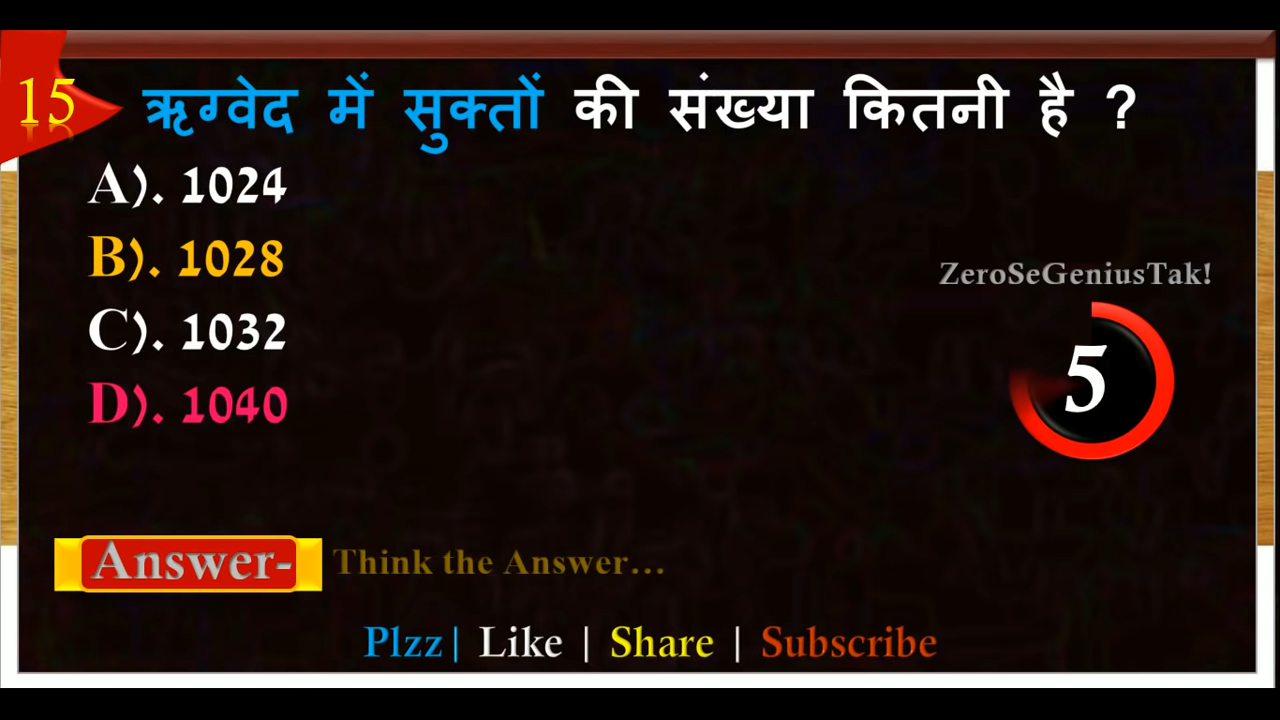 15 ऋग्वेद में सुक्तों की संख्या कितनी है ?
A). 1024
B). 1028
C). 1032
D). 1040
ZeroSeGeniusTak!
5
Answer- Think the Answer...
Plzz| Like | Share | Subscribe